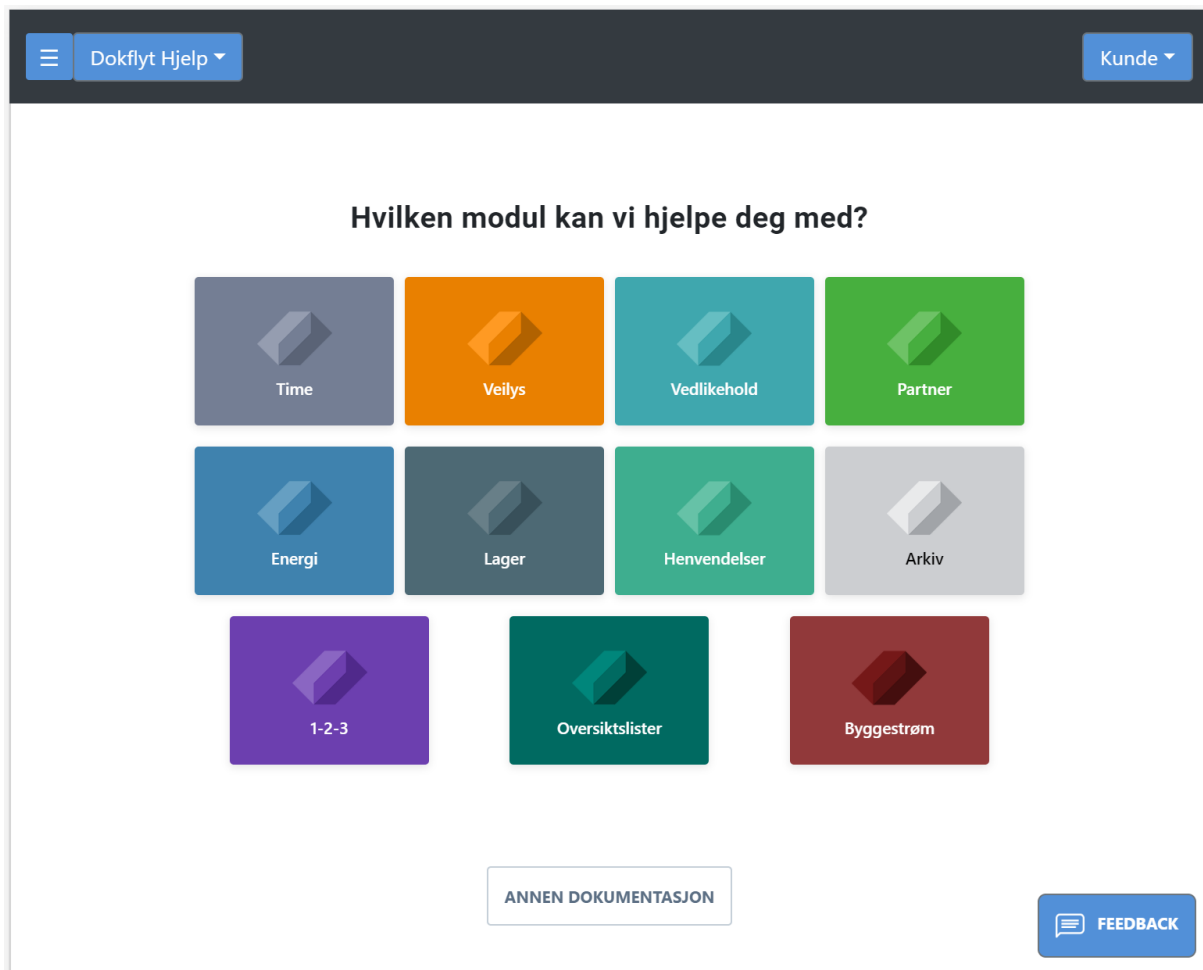 Dokflyt Hjelp
Kunde
Hvilken modul kan vi hjelpe deg med?
Time
Veilys
Vedlikehold
Partner
Energi
Lager
Henvendelser
Arkiv
1-2-3
Oversiktslister
Byggestrøm
ANNEN DOKUMENTASJON
FEEDBACK